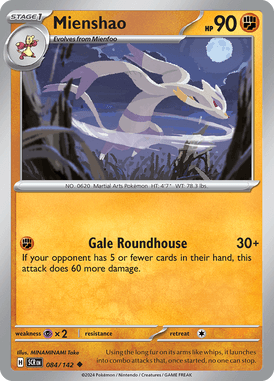 STAGE 1
Mienshao
HP 90
Evolves from Mienfoo
NO. 0620 Martial Arts Pokémon HT: 4'7" WT: 78.3 lbs.
Gale Roundhouse 30+
If your opponent has 5 or fewer cards in their hand, this
attack does 60 more damage.
weakness ×2 resistance retreat
Illus. MINAMINAMI Take
H SCR EN 084/142
©2024 Pokémon / Nintendo / Creatures / GAME FREAK
Using the long fur on its arms like whips, it launches
into combo attacks that, once started, no one can stop.